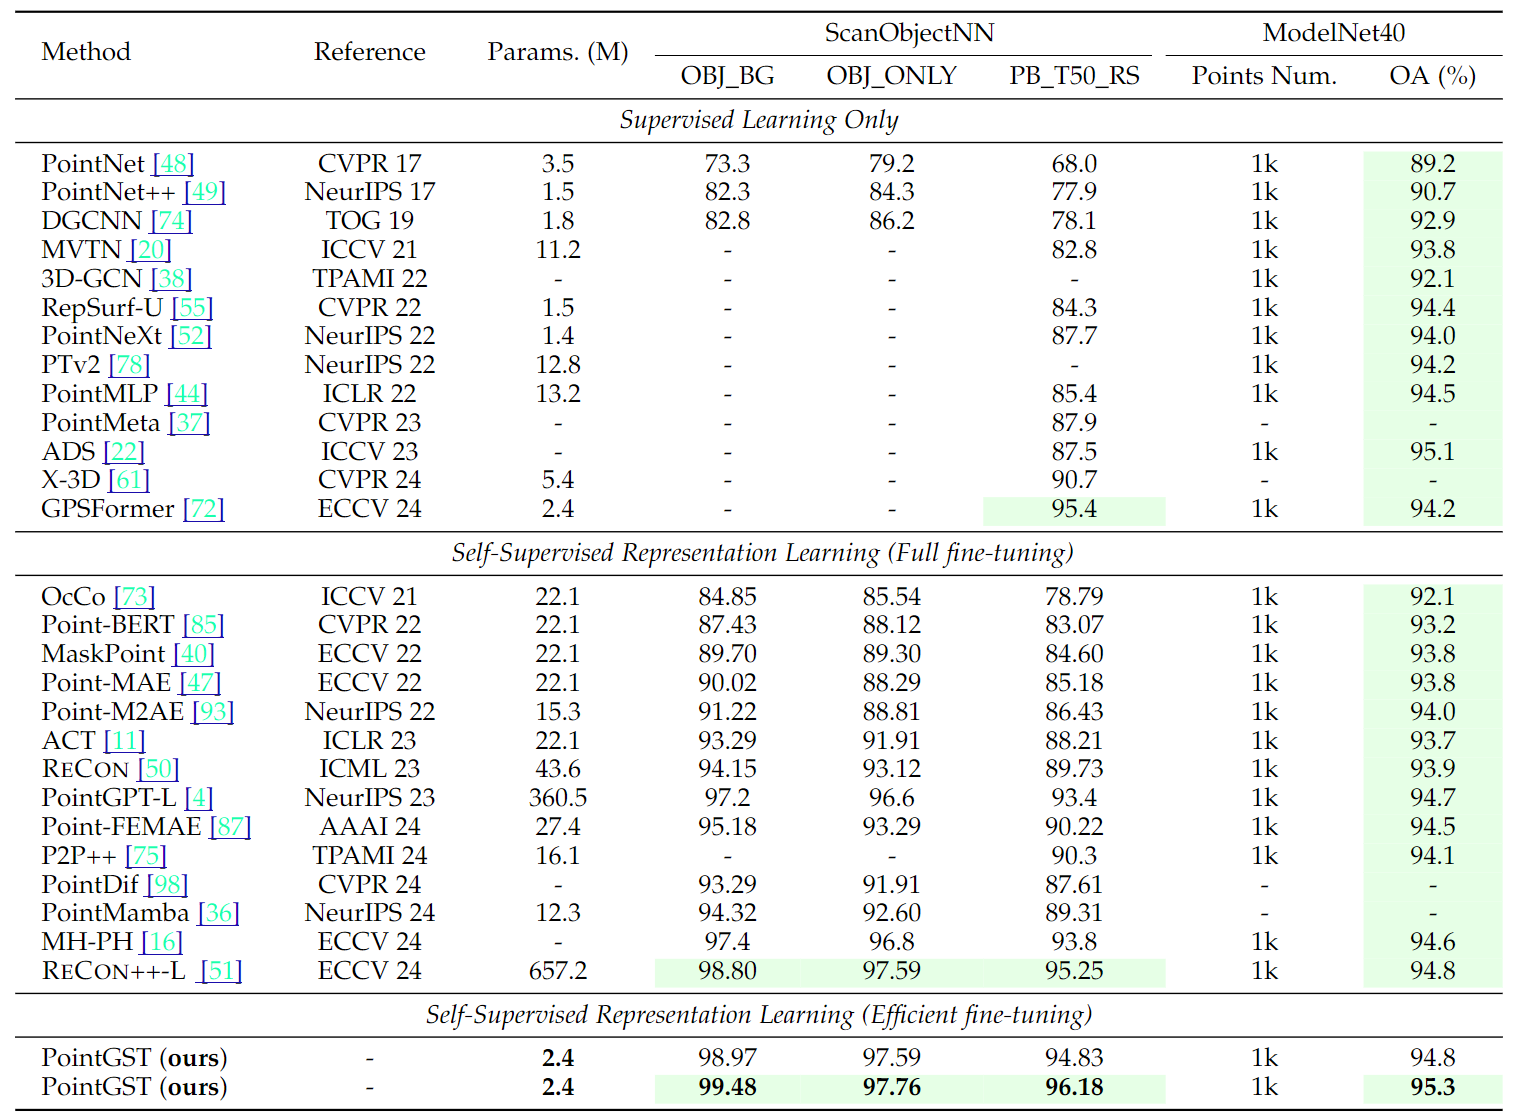 Method Reference Params. (M) ScanObjectNN ModelNet40
OBJ_BG OBJ_ONLY PB_T50_RS Points Num. OA (%)
Supervised Learning Only
PointNet [48] CVPR 17 3.5 73.3 79.2 68.0 1k 89.2
PointNet++ [49] NeurIPS 17 1.5 82.3 84.3 77.9 1k 90.7
DGCNN [74] TOG 19 1.8 82.8 86.2 78.1 1k 92.9
MVTN [20] ICCV 21 11.2 - - 82.8 1k 93.8
3D-GCN [38] TPAMI 22 - - - - 1k 92.1
RepSurf-U [55] CVPR 22 1.5 - - 84.3 1k 94.4
PointNeXt [52] NeurIPS 22 1.4 - - 87.7 1k 94.0
PTv2 [78] NeurIPS 22 12.8 - - - 1k 94.2
PointMLP [44] ICLR 22 13.2 - - 85.4 1k 94.5
PointMeta [37] CVPR 23 - - - 87.9 - -
ADS [22] ICCV 23 - - - 87.5 1k 95.1
X-3D [61] CVPR 24 5.4 - - 90.7 - -
GPSFormer [72] ECCV 24 2.4 - - 95.4 1k 94.2
Self-Supervised Representation Learning (Full fine-tuning)
OcCo [73] ICCV 21 22.1 84.85 85.54 78.79 1k 92.1
Point-BERT [85] CVPR 22 22.1 87.43 88.12 83.07 1k 93.2
MaskPoint [40] ECCV 22 22.1 89.70 89.30 84.60 1k 93.8
Point-MAE [47] ECCV 22 22.1 90.02 88.29 85.18 1k 93.8
Point-M2AE [93] NeurIPS 22 15.3 91.22 88.81 86.43 1k 94.0
ACT [11] ICLR 23 22.1 93.29 91.91 88.21 1k 93.7
RECON [50] ICML 23 43.6 94.15 93.12 89.73 1k 93.9
PointGPT-L [4] NeurIPS 23 360.5 97.2 96.6 93.4 1k 94.7
Point-FEMAE [87] AAAI 24 27.4 95.18 93.29 90.22 1k 94.5
P2P++ [75] TPAMI 24 16.1 - - 90.3 1k 94.1
PointDif [98] CVPR 24 - 93.29 91.91 87.61 - -
PointMamba [36] NeurIPS 24 12.3 94.32 92.60 89.31 - -
MH-PH [16] ECCV 24 - 97.4 96.8 93.8 1k 94.6
RECON++-L [51] ECCV 24 657.2 98.80 97.59 95.25 1k 94.8
Self-Supervised Representation Learning (Efficient fine-tuning)
PointGST (ours) - 2.4 98.97 97.59 94.83 1k 94.8
PointGST (ours) - 2.4 99.48 97.76 96.18 1k 95.3